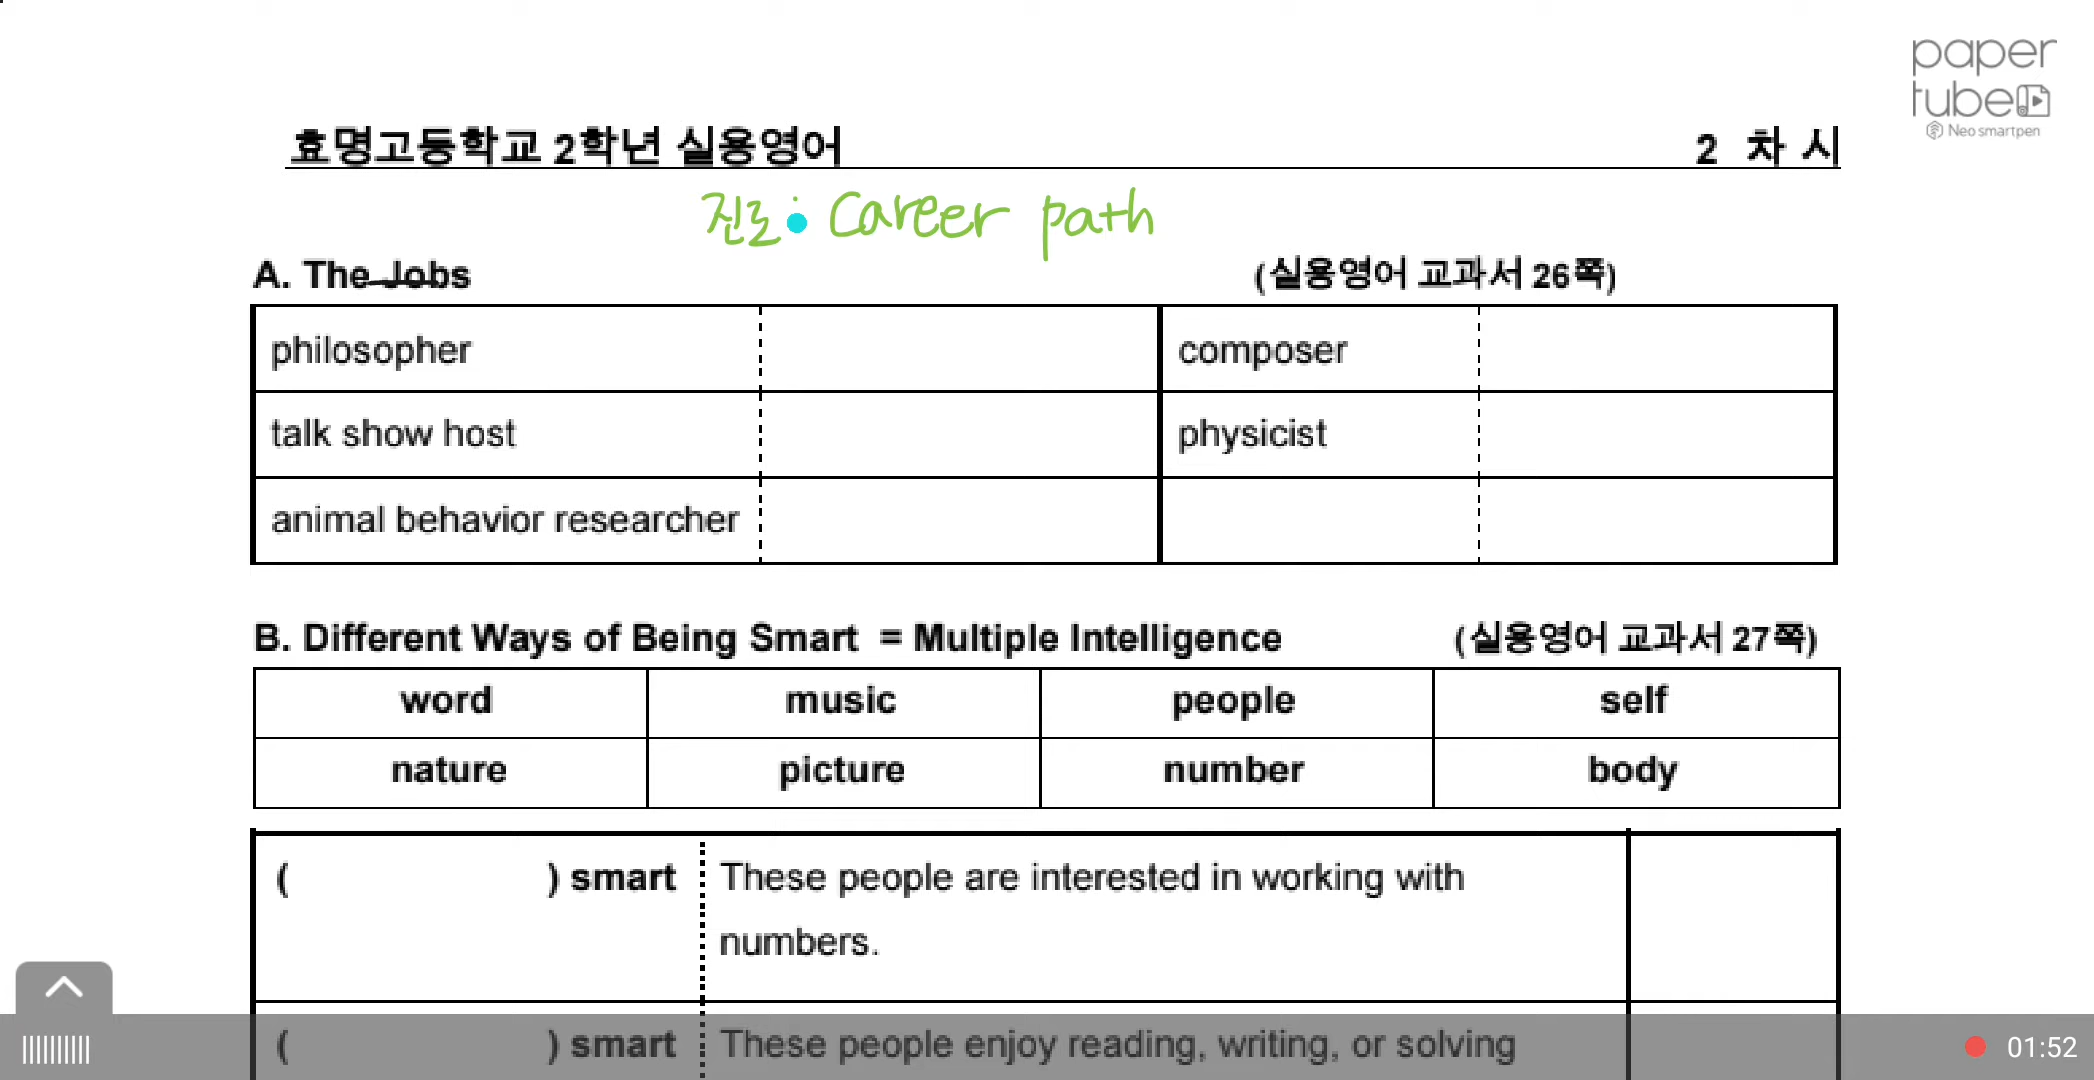 paper
tube
Neo smartpen
효명고등학교 2학년 실용영어 2 차 시
진로: Career path
A. The Jobs (실용영어 교과서 26쪽)
philosopher composer
talk show host physicist
animal behavior researcher
B. Different Ways of Being Smart = Multiple Intelligence (실용영어 교과서 27쪽)
word music people self
nature picture number body
( ) smart These people are interested in working with
numbers.
( ) smart These people enjoy reading, writing, or solving
01:52